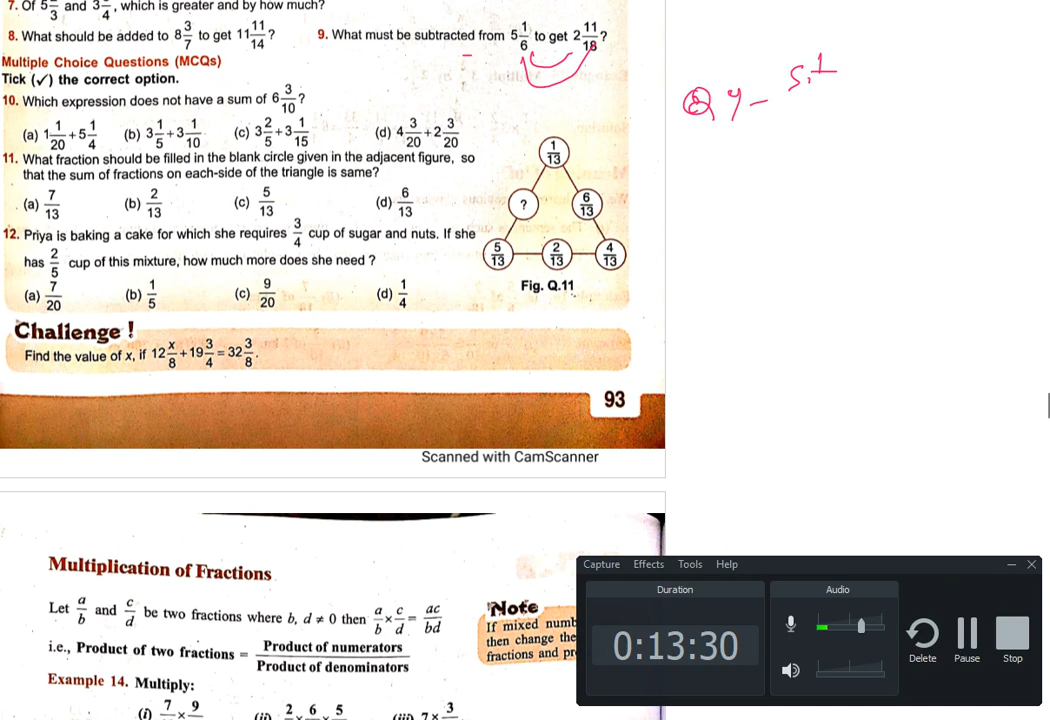 7. Of 5 /3 and 3 /4, which is greater and by how much?
8. What should be added to 8 3/7 to get 11 11/14 ?
9. What must be subtracted from 5 1/6 to get 2 11/18 ?
Multiple Choice Questions (MCQs)
Tick (✓) the correct option.
10. Which expression does not have a sum of 6 3/10 ?
(a) 1 1/20 + 5 1/4 (b) 3 1/5 + 3 1/10 (c) 3 2/5 + 3 1/15 (d) 4 3/20 + 2 3/20
11. What fraction should be filled in the blank circle given in the adjacent figure, so
that the sum of fractions on each-side of the triangle is same?
(a) 7/13 (b) 2/13 (c) 5/13 (d) 6/13
12. Priya is baking a cake for which she requires 3/4 cup of sugar and nuts. If she
has 2/5 cup of this mixture, how much more does she need ?
(a) 7/20 (b) 1/5 (c) 9/20 (d) 1/4
1/13
? 6/13
5/13 2/13 4/13
Fig. Q.11
Challenge !
Find the value of x, if 12 x/8 + 19 3/4 = 32 3/8.
93
Scanned with CamScanner
Multiplication of Fractions
Let a/b and c/d be two fractions where b, d ≠ 0 then a/b × c/d = ac/bd
i.e., Product of two fractions = Product of numerators / Product of denominators
Example 14. Multiply:
(i) 7 × 9 (ii) 2 × 6 × 5 (iii) 7 × 3
Note
If mixed numb
then change the
fractions and pr
Capture Effects Tools Help
Duration
0:13:30
Audio
Delete Pause Stop